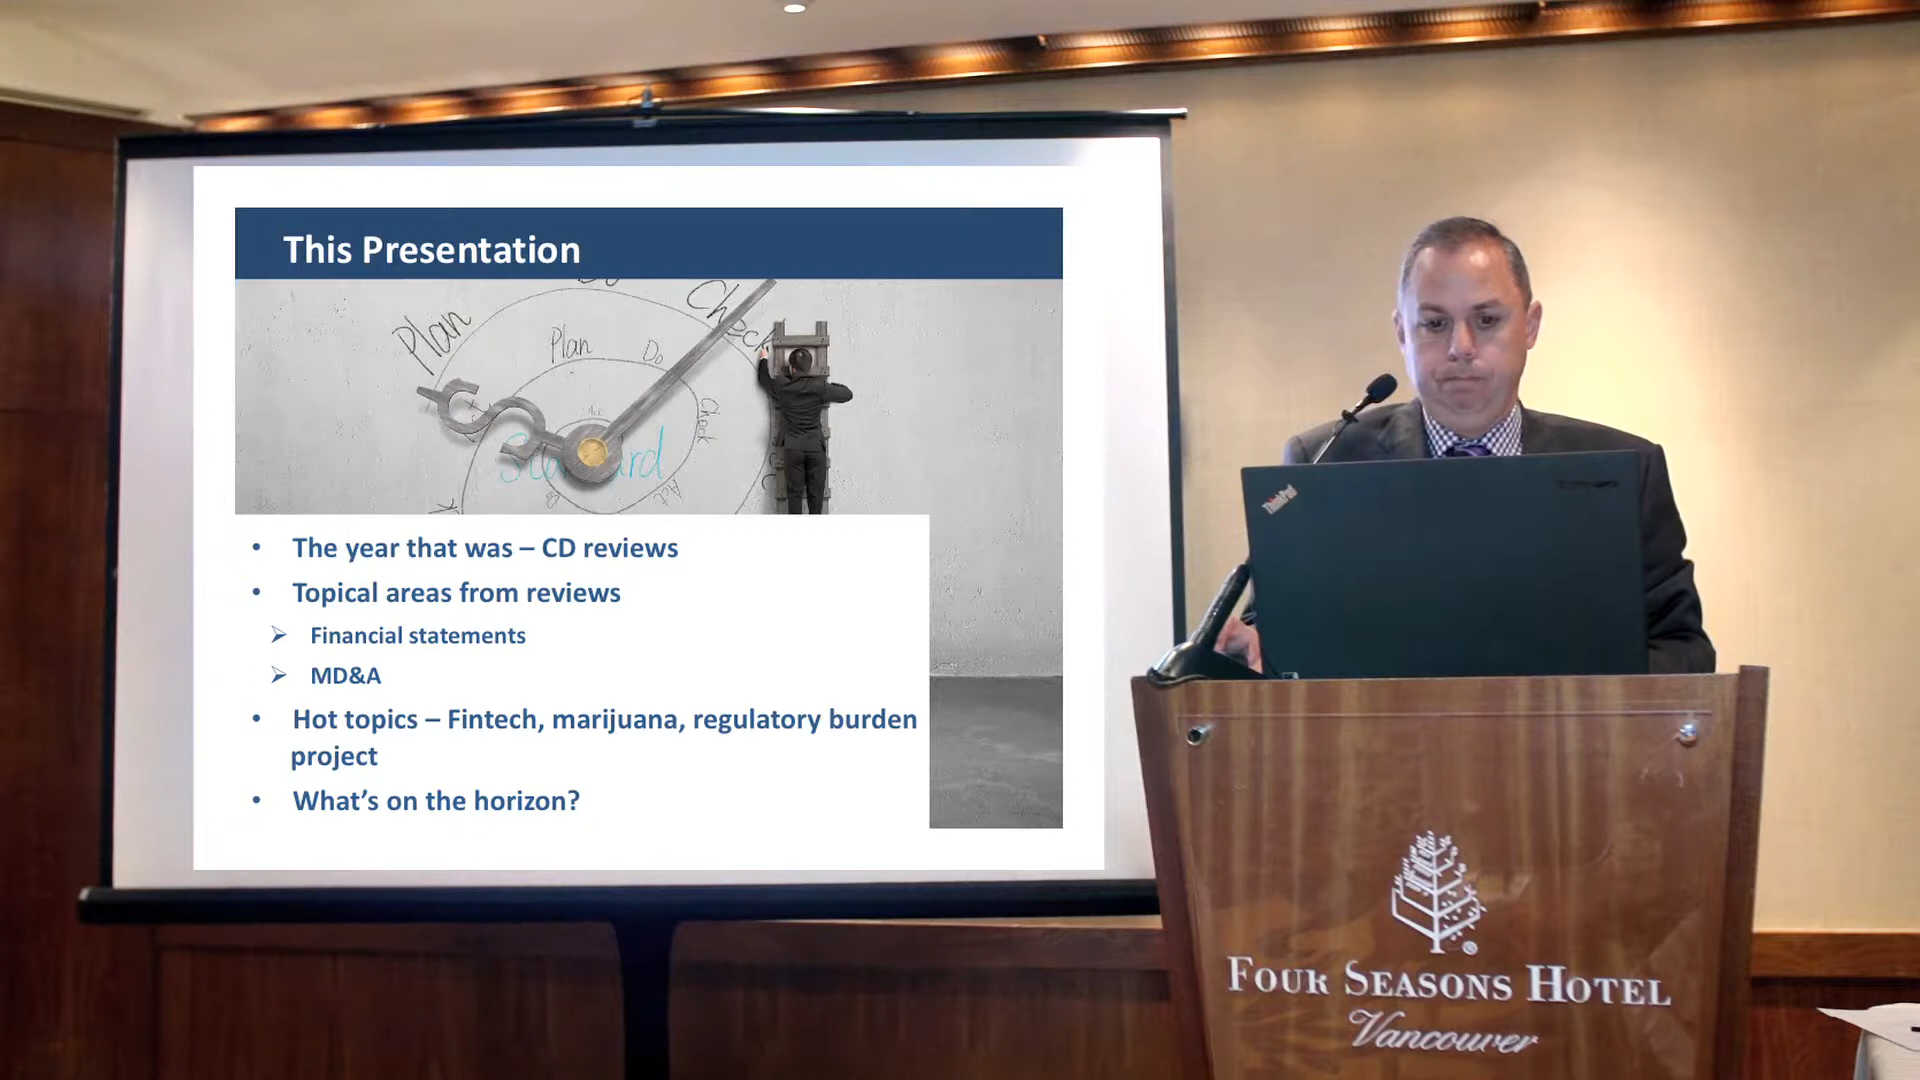 This Presentation
Plan
Check
Plan
Do
Check
Act
• The year that was – CD reviews
• Topical areas from reviews
➢ Financial statements
➢ MD&A
• Hot topics – Fintech, marijuana, regulatory burden
project
• What's on the horizon?
ThinkPad
FOUR SEASONS HOTEL
Vancouver